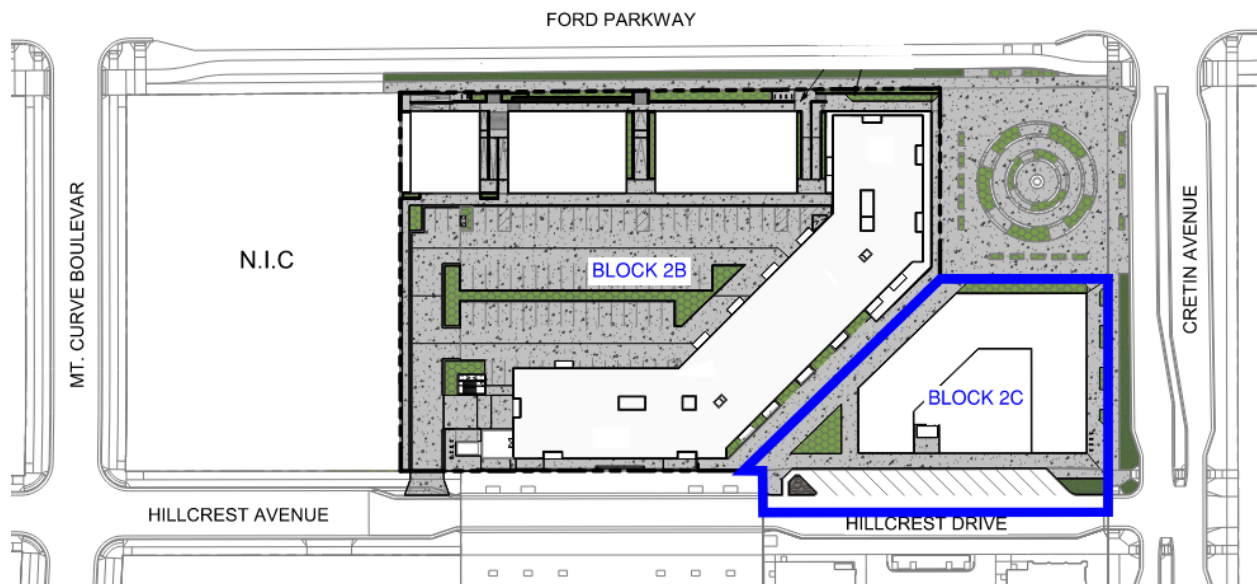 FORD PARKWAY
MT. CURVE BOULEVAR
N.I.C
BLOCK 2B
CRETIN AVENUE
BLOCK 2C
HILLCREST AVENUE
HILLCREST DRIVE